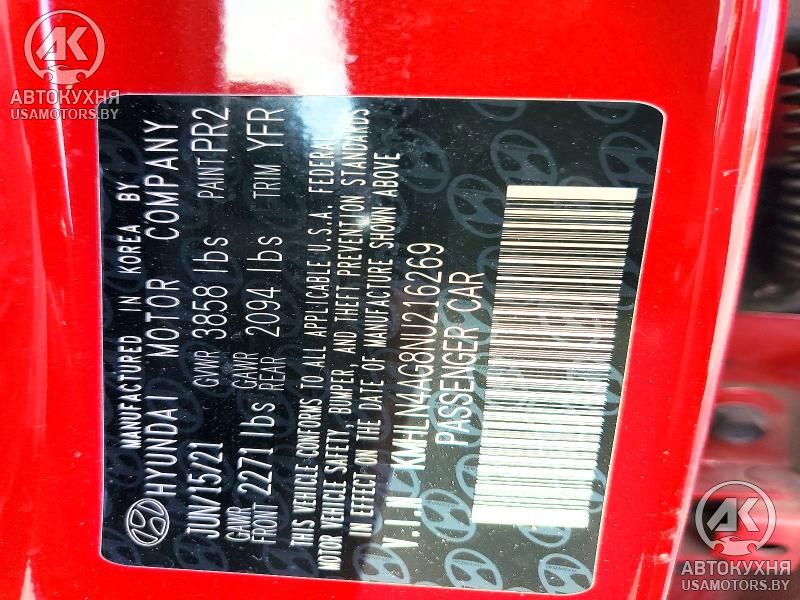 MANUFACTURED IN KOREA BY
HYUNDAI MOTOR COMPANY
JUN/15/21 GVWR 3858 lbs PAINT PR2
GAWR FRONT 2271 lbs GAWR REAR 2094 lbs TRIM YFR
THIS VEHICLE CONFORMS TO ALL APPLICABLE U.S.A. FEDERAL
MOTOR VEHICLE SAFETY, BUMPER, AND THEFT PREVENTION STANDARDS
IN EFFECT ON THE DATE OF MANUFACTURE SHOWN ABOVE
V.I.N KMHLN4AG8NU216269
PASSENGER CAR
АК
АВТОКУХНЯ
USAMOTORS.BY
АК
АВТОКУХНЯ
USAMOTORS.BY